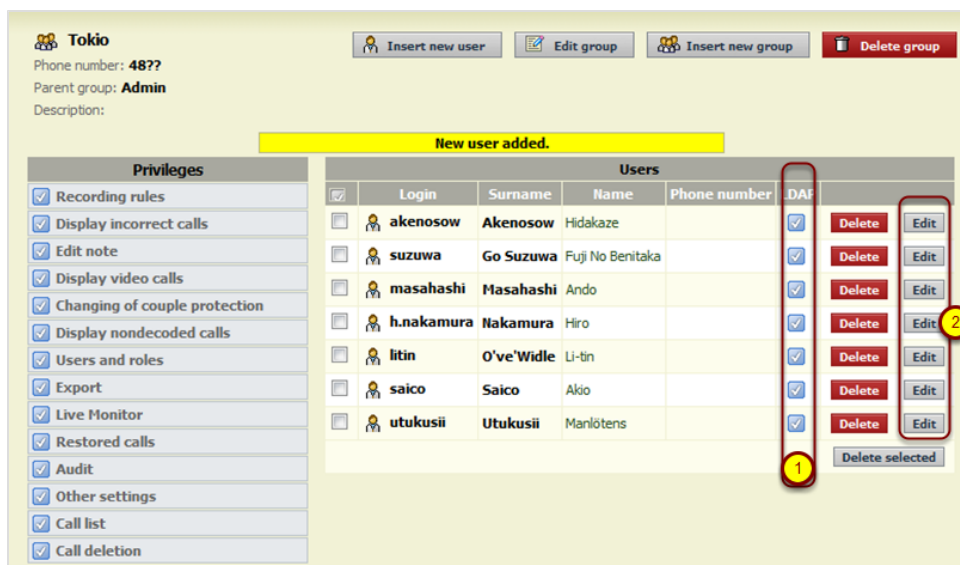 Tokio
Insert new user Edit group Insert new group Delete group
Phone number: 48??
Parent group: Admin
Description:
New user added.
Privileges
Recording rules
Display incorrect calls
Edit note
Display video calls
Changing of couple protection
Display nondecoded calls
Users and roles
Export
Live Monitor
Restored calls
Audit
Other settings
Call list
Call deletion
Users
Login Surname Name Phone number LDAP
akenosow Akenosow Hidakaze Delete Edit
suzuwa Go Suzuwa Fuji No Benitaka Delete Edit
masahashi Masahashi Ando Delete Edit
h.nakamura Nakamura Hiro Delete Edit 2
litin O've'Widle Li-tin Delete Edit
saico Saico Akio Delete Edit
utukusii Utukusii Manlötens Delete Edit
Delete selected
1